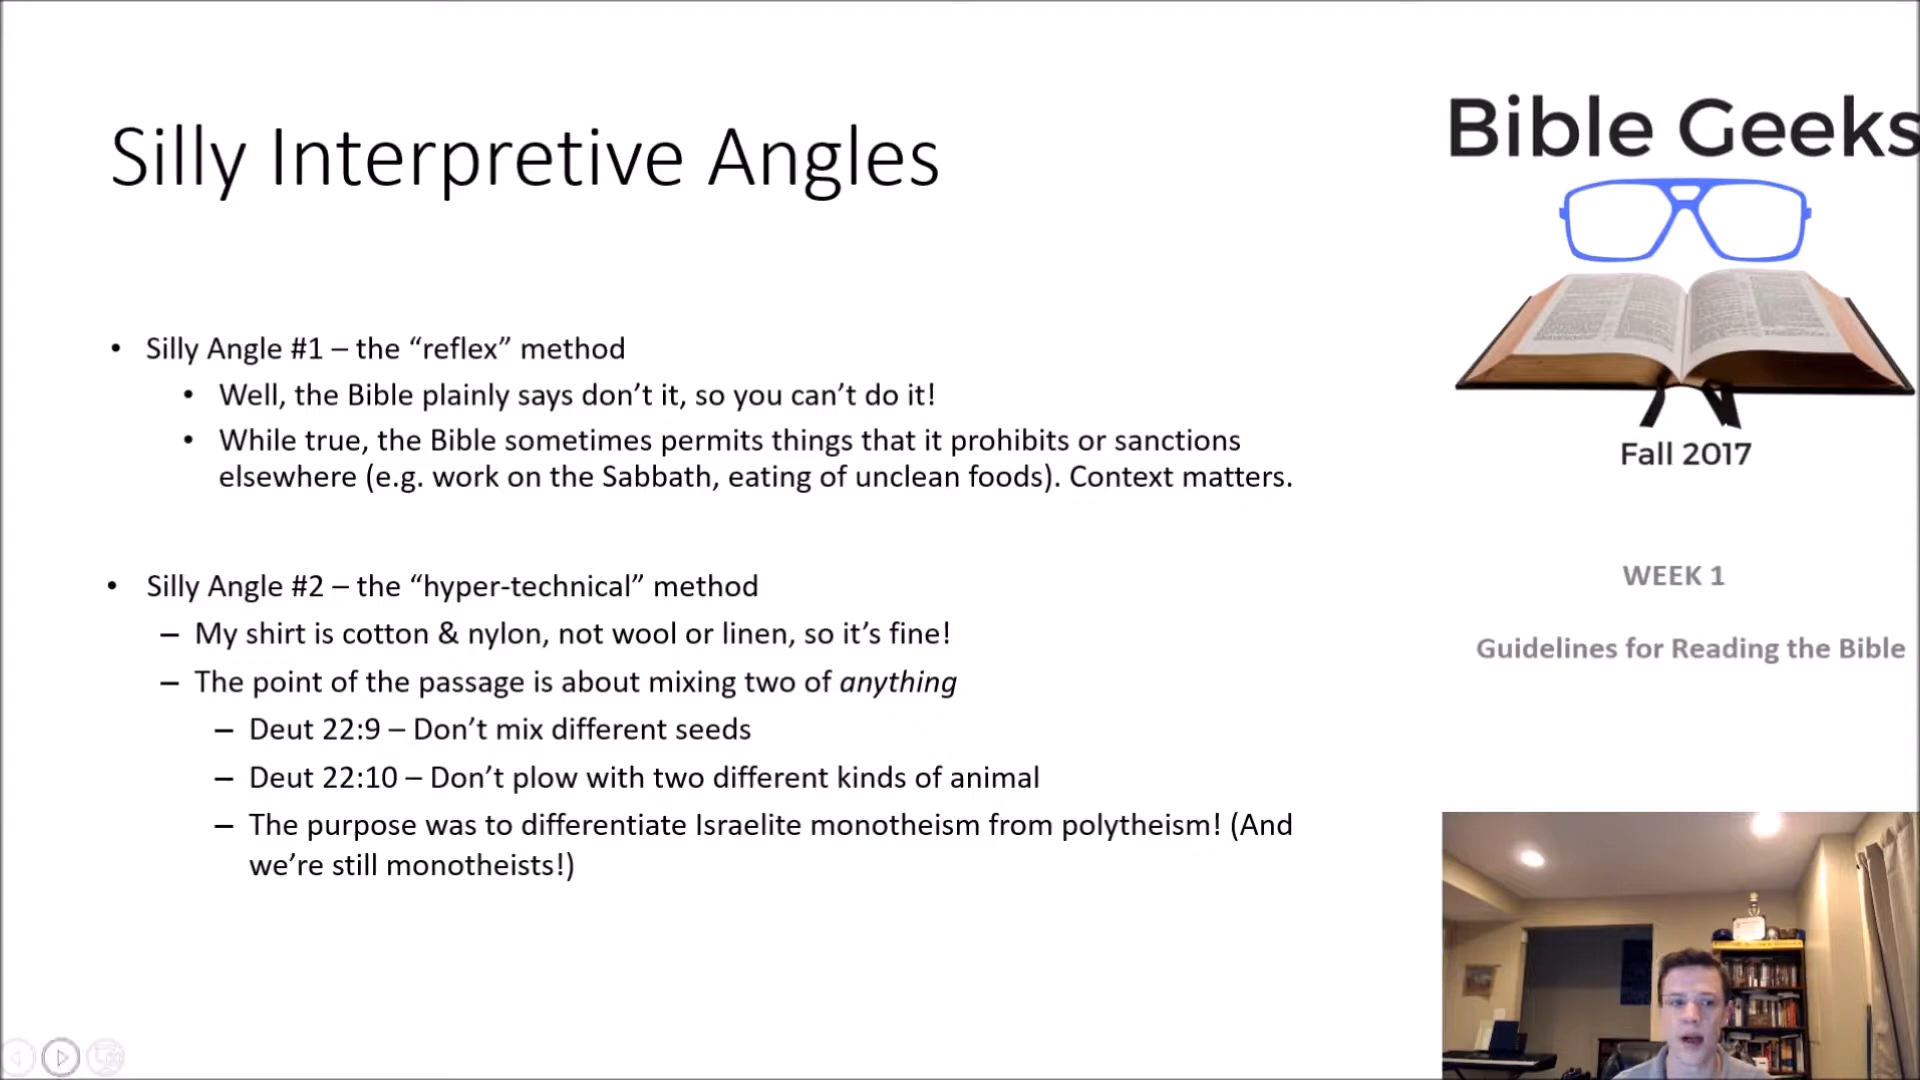 Silly Interpretive Angles
• Silly Angle #1 – the “reflex” method
• Well, the Bible plainly says don’t it, so you can’t do it!
• While true, the Bible sometimes permits things that it prohibits or sanctions
elsewhere (e.g. work on the Sabbath, eating of unclean foods). Context matters.
• Silly Angle #2 – the “hyper-technical” method
– My shirt is cotton & nylon, not wool or linen, so it’s fine!
– The point of the passage is about mixing two of anything
– Deut 22:9 – Don’t mix different seeds
– Deut 22:10 – Don’t plow with two different kinds of animal
– The purpose was to differentiate Israelite monotheism from polytheism! (And
we’re still monotheists!)
Bible Geeks
Fall 2017
WEEK 1
Guidelines for Reading the Bible